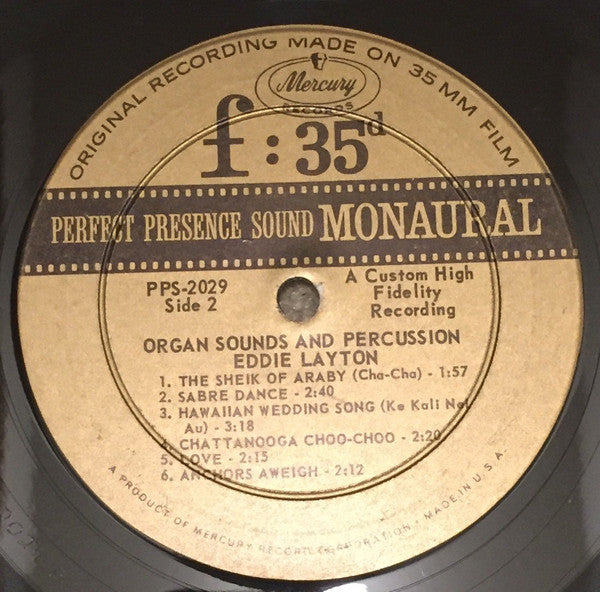 ORIGINAL RECORDING MADE ON 35 MM FILM
Mercury
RECORDS
f:35d
PERFECT PRESENCE SOUND MONAURAL
PPS-2029
Side 2
A Custom High
Fidelity
Recording
ORGAN SOUNDS AND PERCUSSION
EDDIE LAYTON
1. THE SHEIK OF ARABY (Cha-Cha) - 1:57
2. SABRE DANCE - 2:40
3. HAWAIIAN WEDDING SONG (Ke Kali Nei
Au) - 3:18
4. CHATTANOOGA CHOO-CHOO - 2:20
5. LOVE - 2:15
6. ANCHORS AWEIGH - 2:12
A PRODUCT OF MERCURY RECORD CORPORATION · MADE IN U.S.A.